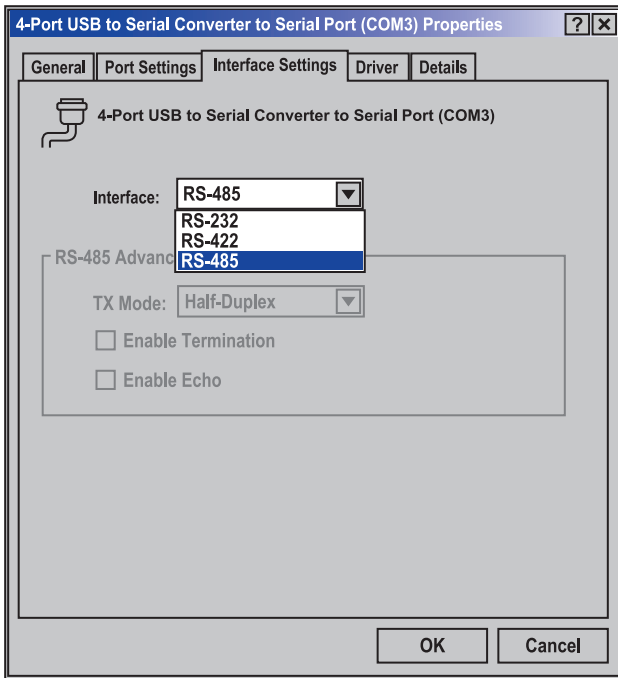 4-Port USB to Serial Converter to Serial Port (COM3) Properties ? ×
General Port Settings Interface Settings Driver Details
4-Port USB to Serial Converter to Serial Port (COM3)
Interface: RS-485
RS-232
RS-422
RS-485
RS-485 Advanc
TX Mode: Half-Duplex
Enable Termination
Enable Echo
OK Cancel